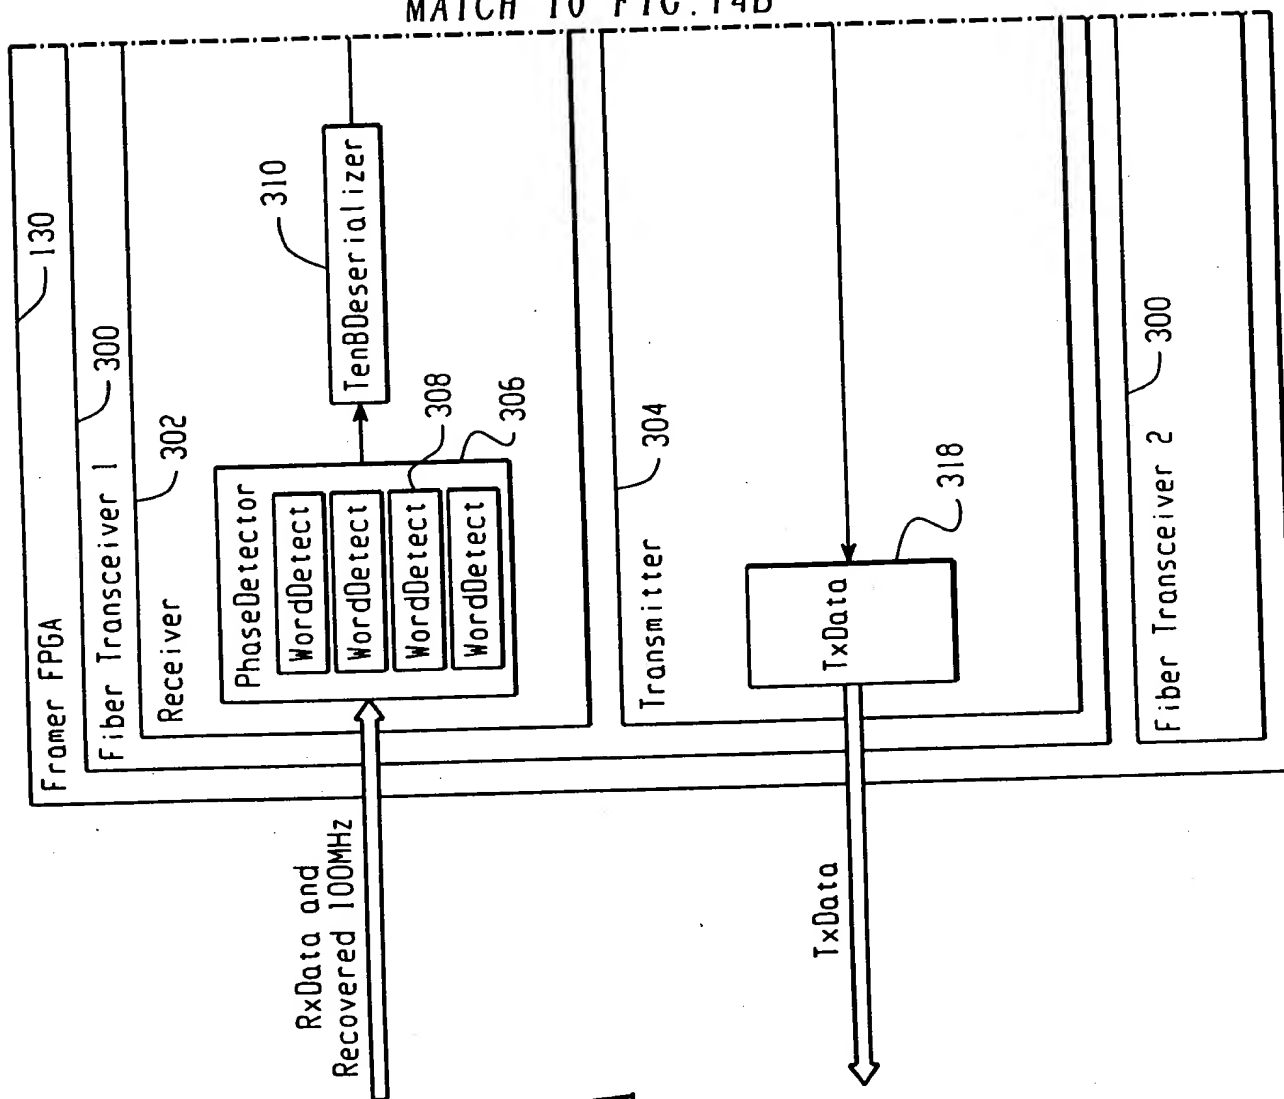 MATCH TO FIG.14B
Framer FPGA
130
Fiber Transceiver 1
300
Receiver
302
PhaseDetector
WordDetect
WordDetect
WordDetect
WordDetect
308
306
TenBDeserializer
310
RxData and
Recovered 100MHz
Transmitter
304
TxData
318
TxData
Fiber Transceiver 2
300